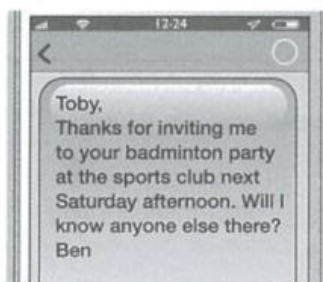 12:24
Toby,
Thanks for inviting me
to your badminton party
at the sports club next
Saturday afternoon. Will I
know anyone else there?
Ben